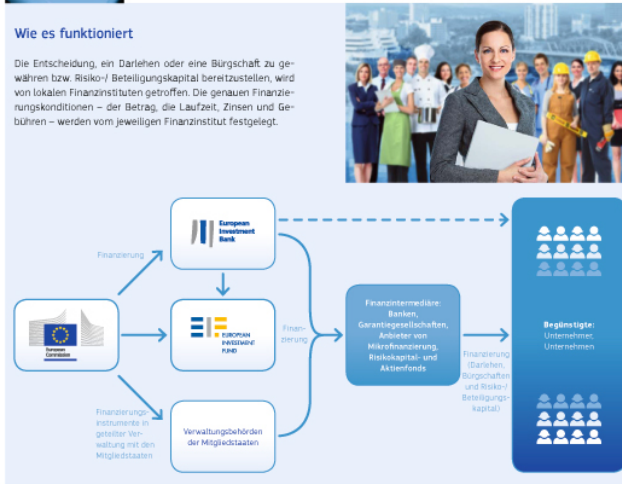 Wie es funktioniert
Die Entscheidung, ein Darlehen oder eine Bürgschaft zu ge-
währen bzw. Risiko-/ Beteiligungskapital bereitzustellen, wird
von lokalen Finanzinstituten getroffen. Die genauen Finanzie-
rungskonditionen – der Betrag, die Laufzeit, Zinsen und Ge-
bühren – werden vom jeweiligen Finanzinstitut festgelegt.
European
Investment
Bank
Finanzierung
European
Commission
EIF
EUROPEAN
INVESTMENT
FUND
Finan-
zierung
Finanzintermediäre:
Banken,
Garantiegesellschaften,
Anbieter von
Mikrofinanzierung,
Risikokapital- und
Aktienfonds
Finanzierung
(Darlehen,
Bürgschaften
und Risiko-/
Beteiligungs-
kapital)
Begünstigte:
Unternehmer,
Unternehmen
Finanzierungs-
instrumente in
geteilter Ver-
waltung mit den
Mitgliedstaaten
Verwaltungsbehörden
der Mitgliedstaaten